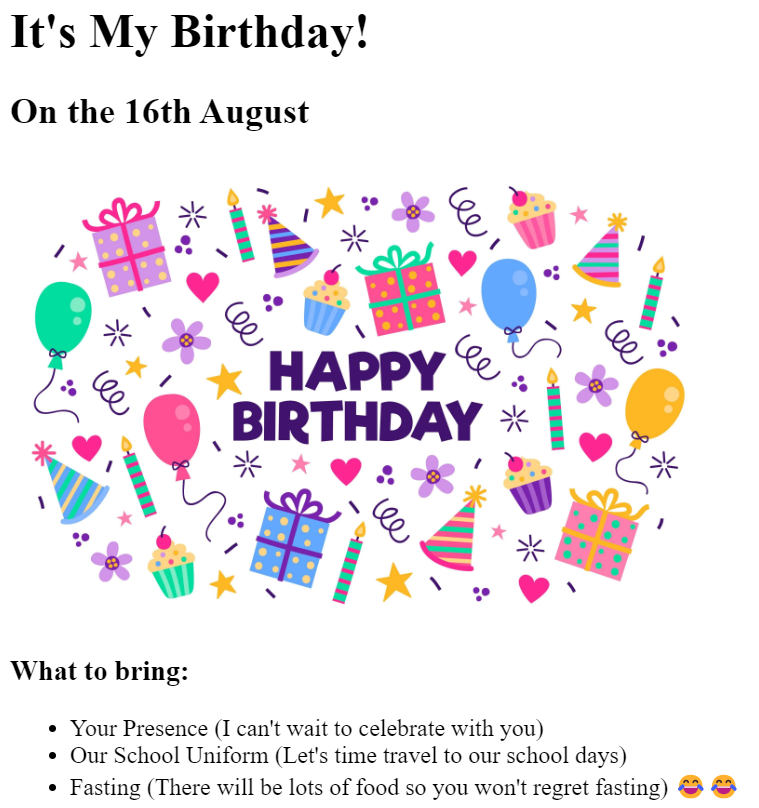 It's My Birthday!
On the 16th August
HAPPY
BIRTHDAY
What to bring:
• Your Presence (I can't wait to celebrate with you)
• Our School Uniform (Let's time travel to our school days)
• Fasting (There will be lots of food so you won't regret fasting) 😂 😂